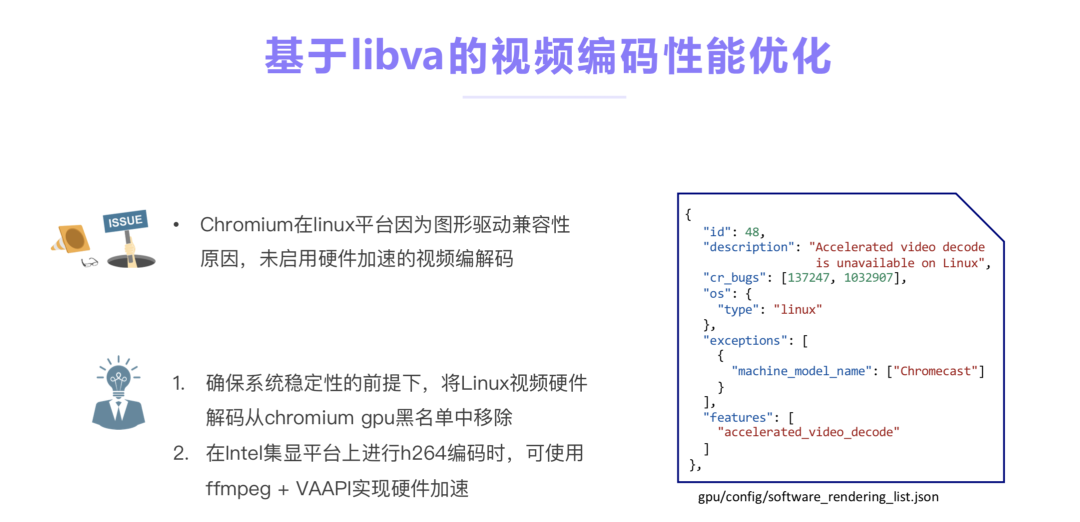 基于libva的视频编码性能优化
ISSUE
• Chromium在linux平台因为图形驱动兼容性
原因，未启用硬件加速的视频编解码
1. 确保系统稳定性的前提下，将Linux视频硬件
解码从chromium gpu黑名单中移除
2. 在Intel集显平台上进行h264编码时，可使用
ffmpeg + VAAPI实现硬件加速
{
"id": 48,
"description": "Accelerated video decode
is unavailable on Linux",
"cr_bugs": [137247, 1032907],
"os": {
"type": "linux"
},
"exceptions": [
{
"machine_model_name": ["Chromecast"]
}
],
"features": [
"accelerated_video_decode"
]
},
gpu/config/software_rendering_list.json